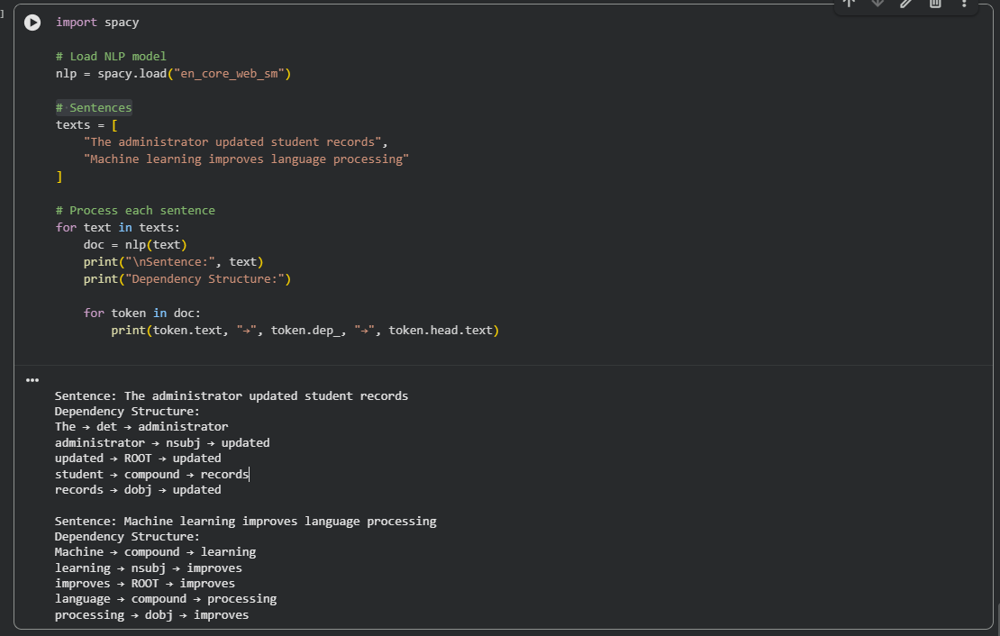 ]
import spacy
# Load NLP model
nlp = spacy.load("en_core_web_sm")
# Sentences
texts = [
    "The administrator updated student records",
    "Machine learning improves language processing"
]
# Process each sentence
for text in texts:
    doc = nlp(text)
    print("\nSentence:", text)
    print("Dependency Structure:")
    for token in doc:
        print(token.text, "→", token.dep_, "→", token.head.text)
Sentence: The administrator updated student records
Dependency Structure:
The → det → administrator
administrator → nsubj → updated
updated → ROOT → updated
student → compound → records
records → dobj → updated
Sentence: Machine learning improves language processing
Dependency Structure:
Machine → compound → learning
learning → nsubj → improves
improves → ROOT → improves
language → compound → processing
processing → dobj → improves